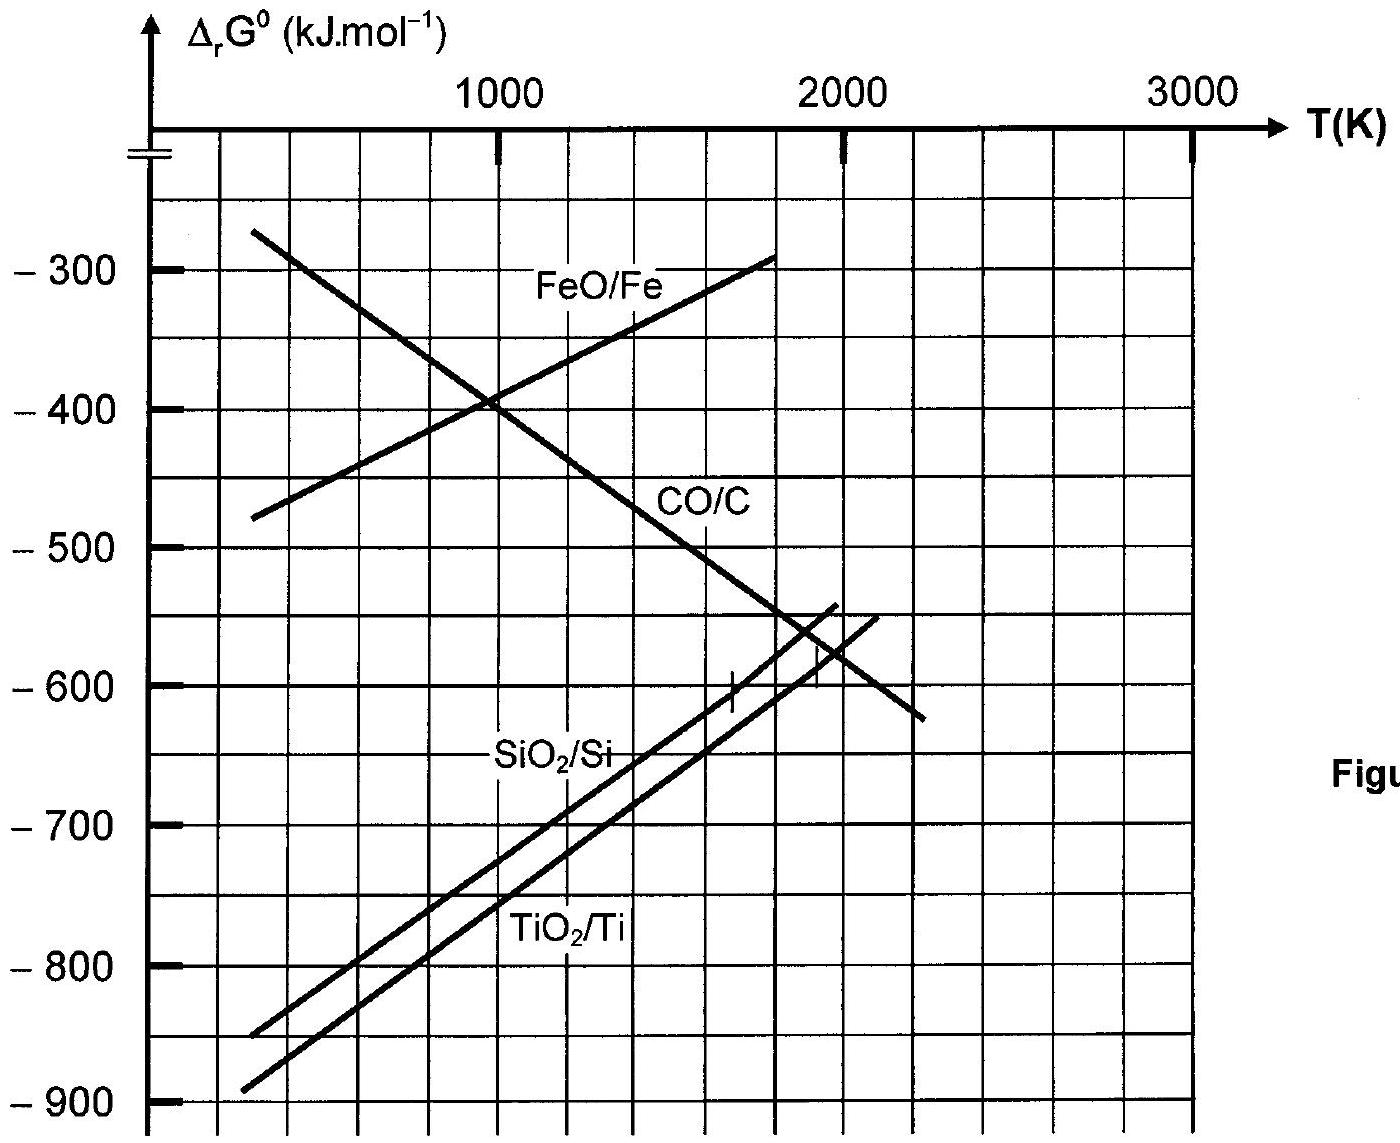 ΔrG⁰ (kJ.mol⁻¹)
1000 2000 3000
T(K)
– 300
FeO/Fe
– 400
CO/C
– 500
– 600
SiO₂/Si
Figu
– 700
TiO₂/Ti
– 800
– 900